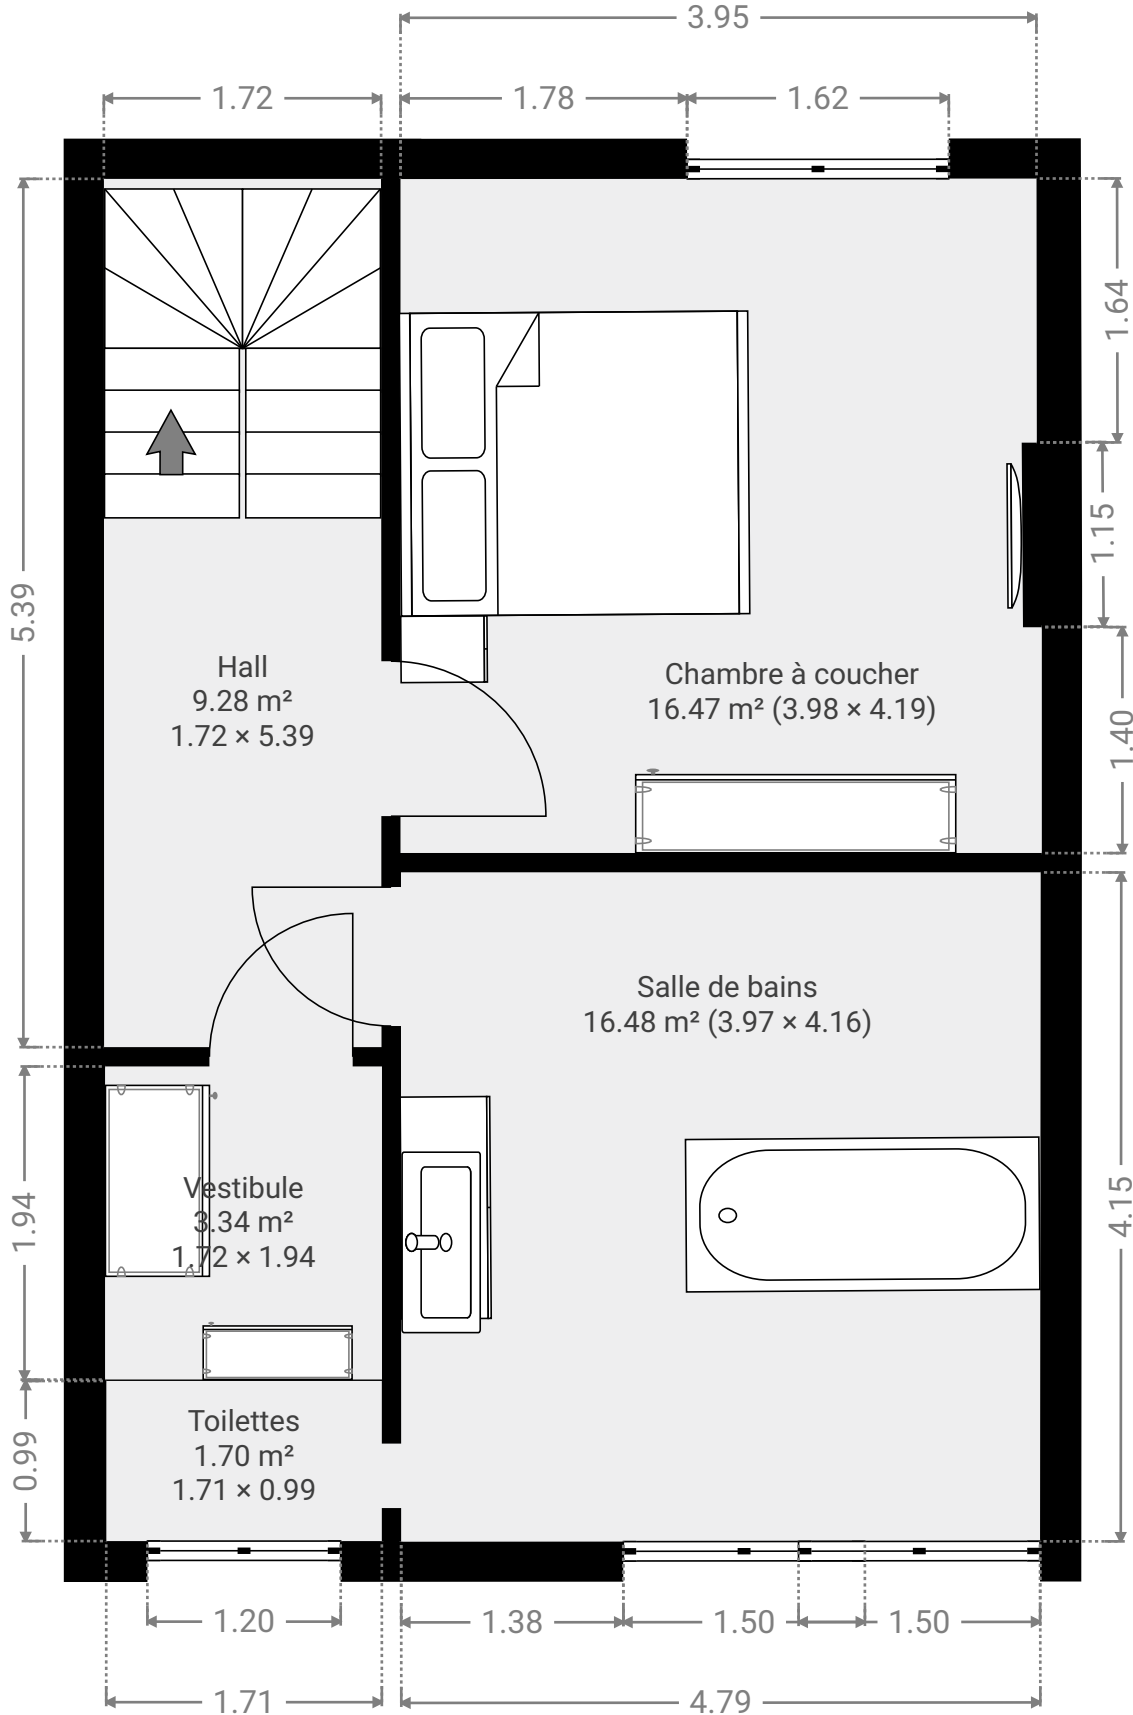 3.95
1.72
1.78
1.62
1.64
1.15
5.39
Hall
9.28 m²
1.72 × 5.39
Chambre à coucher
16.47 m² (3.98 × 4.19)
1.40
Salle de bains
16.48 m² (3.97 × 4.16)
Vestibule
3.34 m²
1.72 × 1.94
1.94
4.15
Toilettes
1.70 m²
1.71 × 0.99
0.99
1.20
1.38
1.50
1.50
1.71
4.79